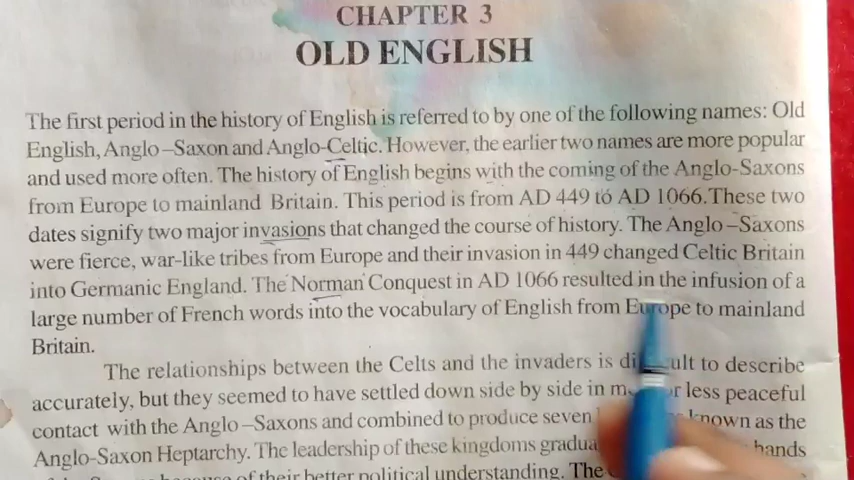 CHAPTER 3
OLD ENGLISH
The first period in the history of English is referred to by one of the following names: Old
English, Anglo –Saxon and Anglo-Celtic. However, the earlier two names are more popular
and used more often. The history of English begins with the coming of the Anglo-Saxons
from Europe to mainland Britain. This period is from AD 449 to AD 1066.These two
dates signify two major invasions that changed the course of history. The Anglo –Saxons
were fierce, war-like tribes from Europe and their invasion in 449 changed Celtic Britain
into Germanic England. The Norman Conquest in AD 1066 resulted in the infusion of a
large number of French words into the vocabulary of English from Europe to mainland
Britain.
The relationships between the Celts and the invaders is difficult to describe
accurately, but they seemed to have settled down side by side in or less peaceful
contact with the Anglo –Saxons and combined to produce seven known as the
Anglo-Saxon Heptarchy. The leadership of these kingdoms hands
because of their better political understanding. The